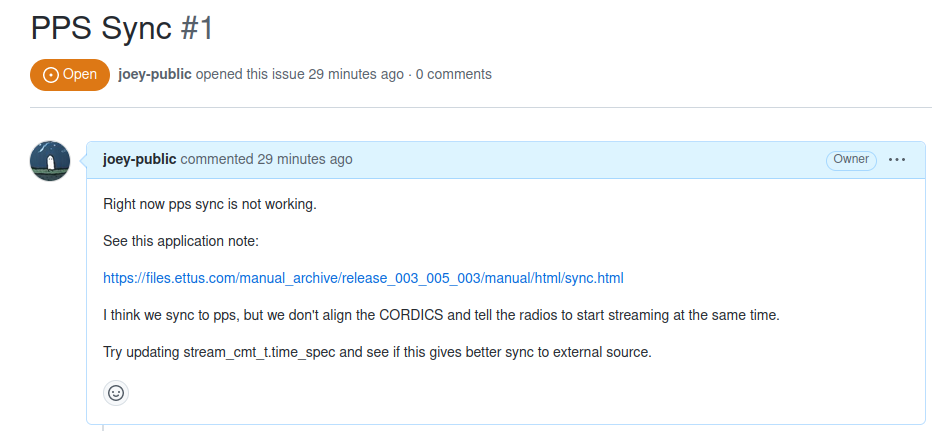 PPS Sync #1
Open joey-public opened this issue 29 minutes ago · 0 comments
joey-public commented 29 minutes ago Owner
Right now pps sync is not working.
See this application note:
https://files.ettus.com/manual_archive/release_003_005_003/manual/html/sync.html
I think we sync to pps, but we don't align the CORDICS and tell the radios to start streaming at the same time.
Try updating stream_cmt_t.time_spec and see if this gives better sync to external source.